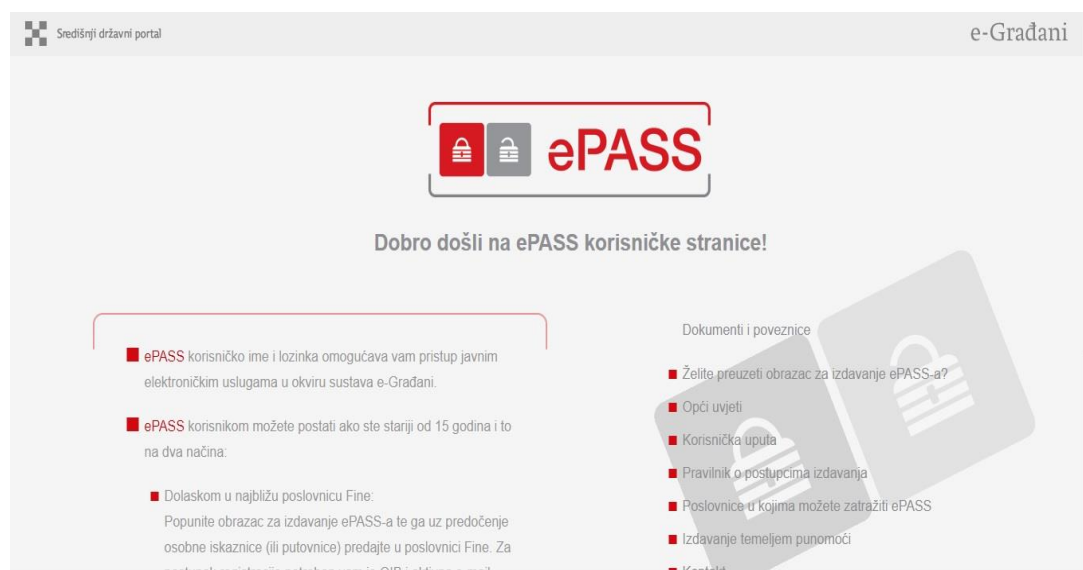 Središnji državni portal
e-Građani
ePASS
Dobro došli na ePASS korisničke stranice!
ePASS korisničko ime i lozinka omogućava vam pristup javnim
elektroničkim uslugama u okviru sustava e-Građani.
ePASS korisnikom možete postati ako ste stariji od 15 godina i to
na dva načina:
Dolaskom u najbližu poslovnicu Fine:
Popunite obrazac za izdavanje ePASS-a te ga uz predočenje
osobne iskaznice (ili putovnice) predajte u poslovnici Fine. Za
Dokumenti i poveznice
Želite preuzeti obrazac za izdavanje ePASS-a?
Opći uvjeti
Korisnička uputa
Pravilnik o postupcima izdavanja
Poslovnice u kojima možete zatražiti ePASS
Izdavanje temeljem punomoći